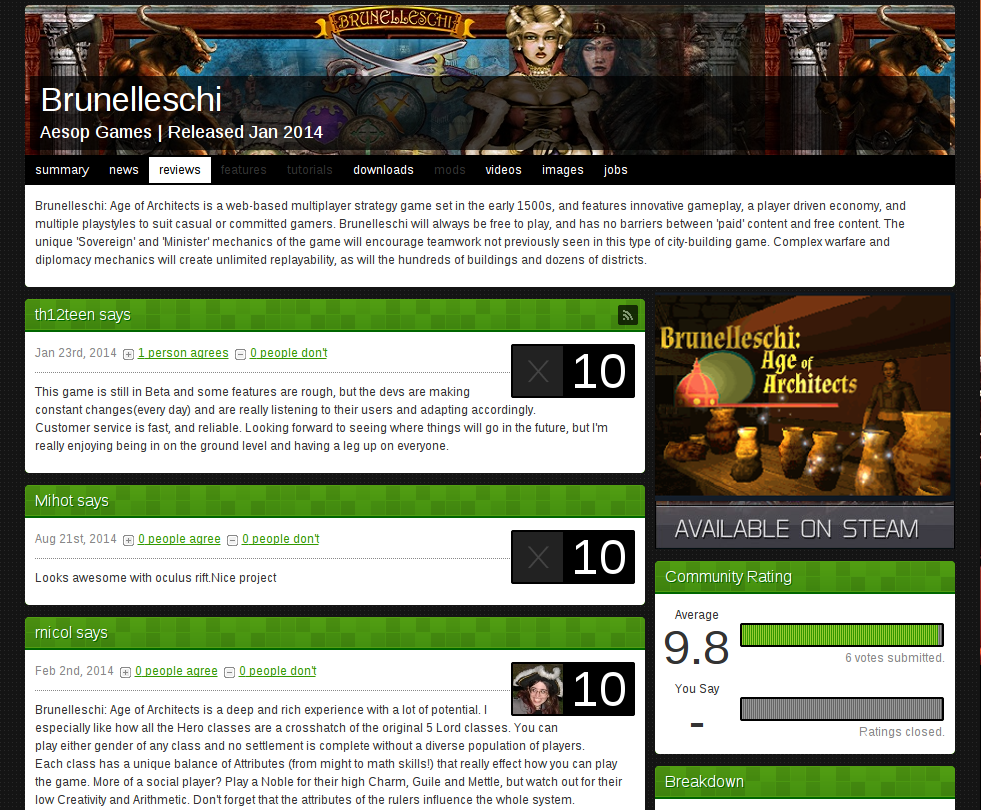 BRUNELLESCHI
Brunelleschi
Aesop Games | Released Jan 2014
summary news reviews features tutorials downloads mods videos images jobs
Brunelleschi: Age of Architects is a web-based multiplayer strategy game set in the early 1500s, and features innovative gameplay, a player driven economy, and
multiple playstyles to suit casual or committed gamers. Brunelleschi will always be free to play, and has no barriers between 'paid' content and free content. The
unique 'Sovereign' and 'Minister' mechanics of the game will encourage teamwork not previously seen in this type of city-building game. Complex warfare and
diplomacy mechanics will create unlimited replayability, as will the hundreds of buildings and dozens of districts.
th12teen says
Jan 23rd, 2014 1 person agrees 0 people don't
X 10
This game is still in Beta and some features are rough, but the devs are making
constant changes(every day) and are really listening to their users and adapting accordingly.
Customer service is fast, and reliable. Looking forward to seeing where things will go in the future, but I'm
really enjoying being in on the ground level and having a leg up on everyone.
Mihot says
Aug 21st, 2014 0 people agree 0 people don't
X 10
Looks awesome with oculus rift.Nice project
rnicol says
Feb 2nd, 2014 0 people agree 0 people don't
10
Brunelleschi: Age of Architects is a deep and rich experience with a lot of potential. I
especially like how all the Hero classes are a crosshatch of the original 5 Lord classes. You can
play either gender of any class and no settlement is complete without a diverse population of players.
Each class has a unique balance of Attributes (from might to math skills!) that really effect how you can play
the game. More of a social player? Play a Noble for their high Charm, Guile and Mettle, but watch out for their
low Creativity and Arithmetic. Don't forget that the attributes of the rulers influence the whole system.
Brunelleschi:
Age of
Architects
AVAILABLE ON STEAM
Community Rating
Average
9.8
6 votes submitted.
You Say
-
Ratings closed.
Breakdown